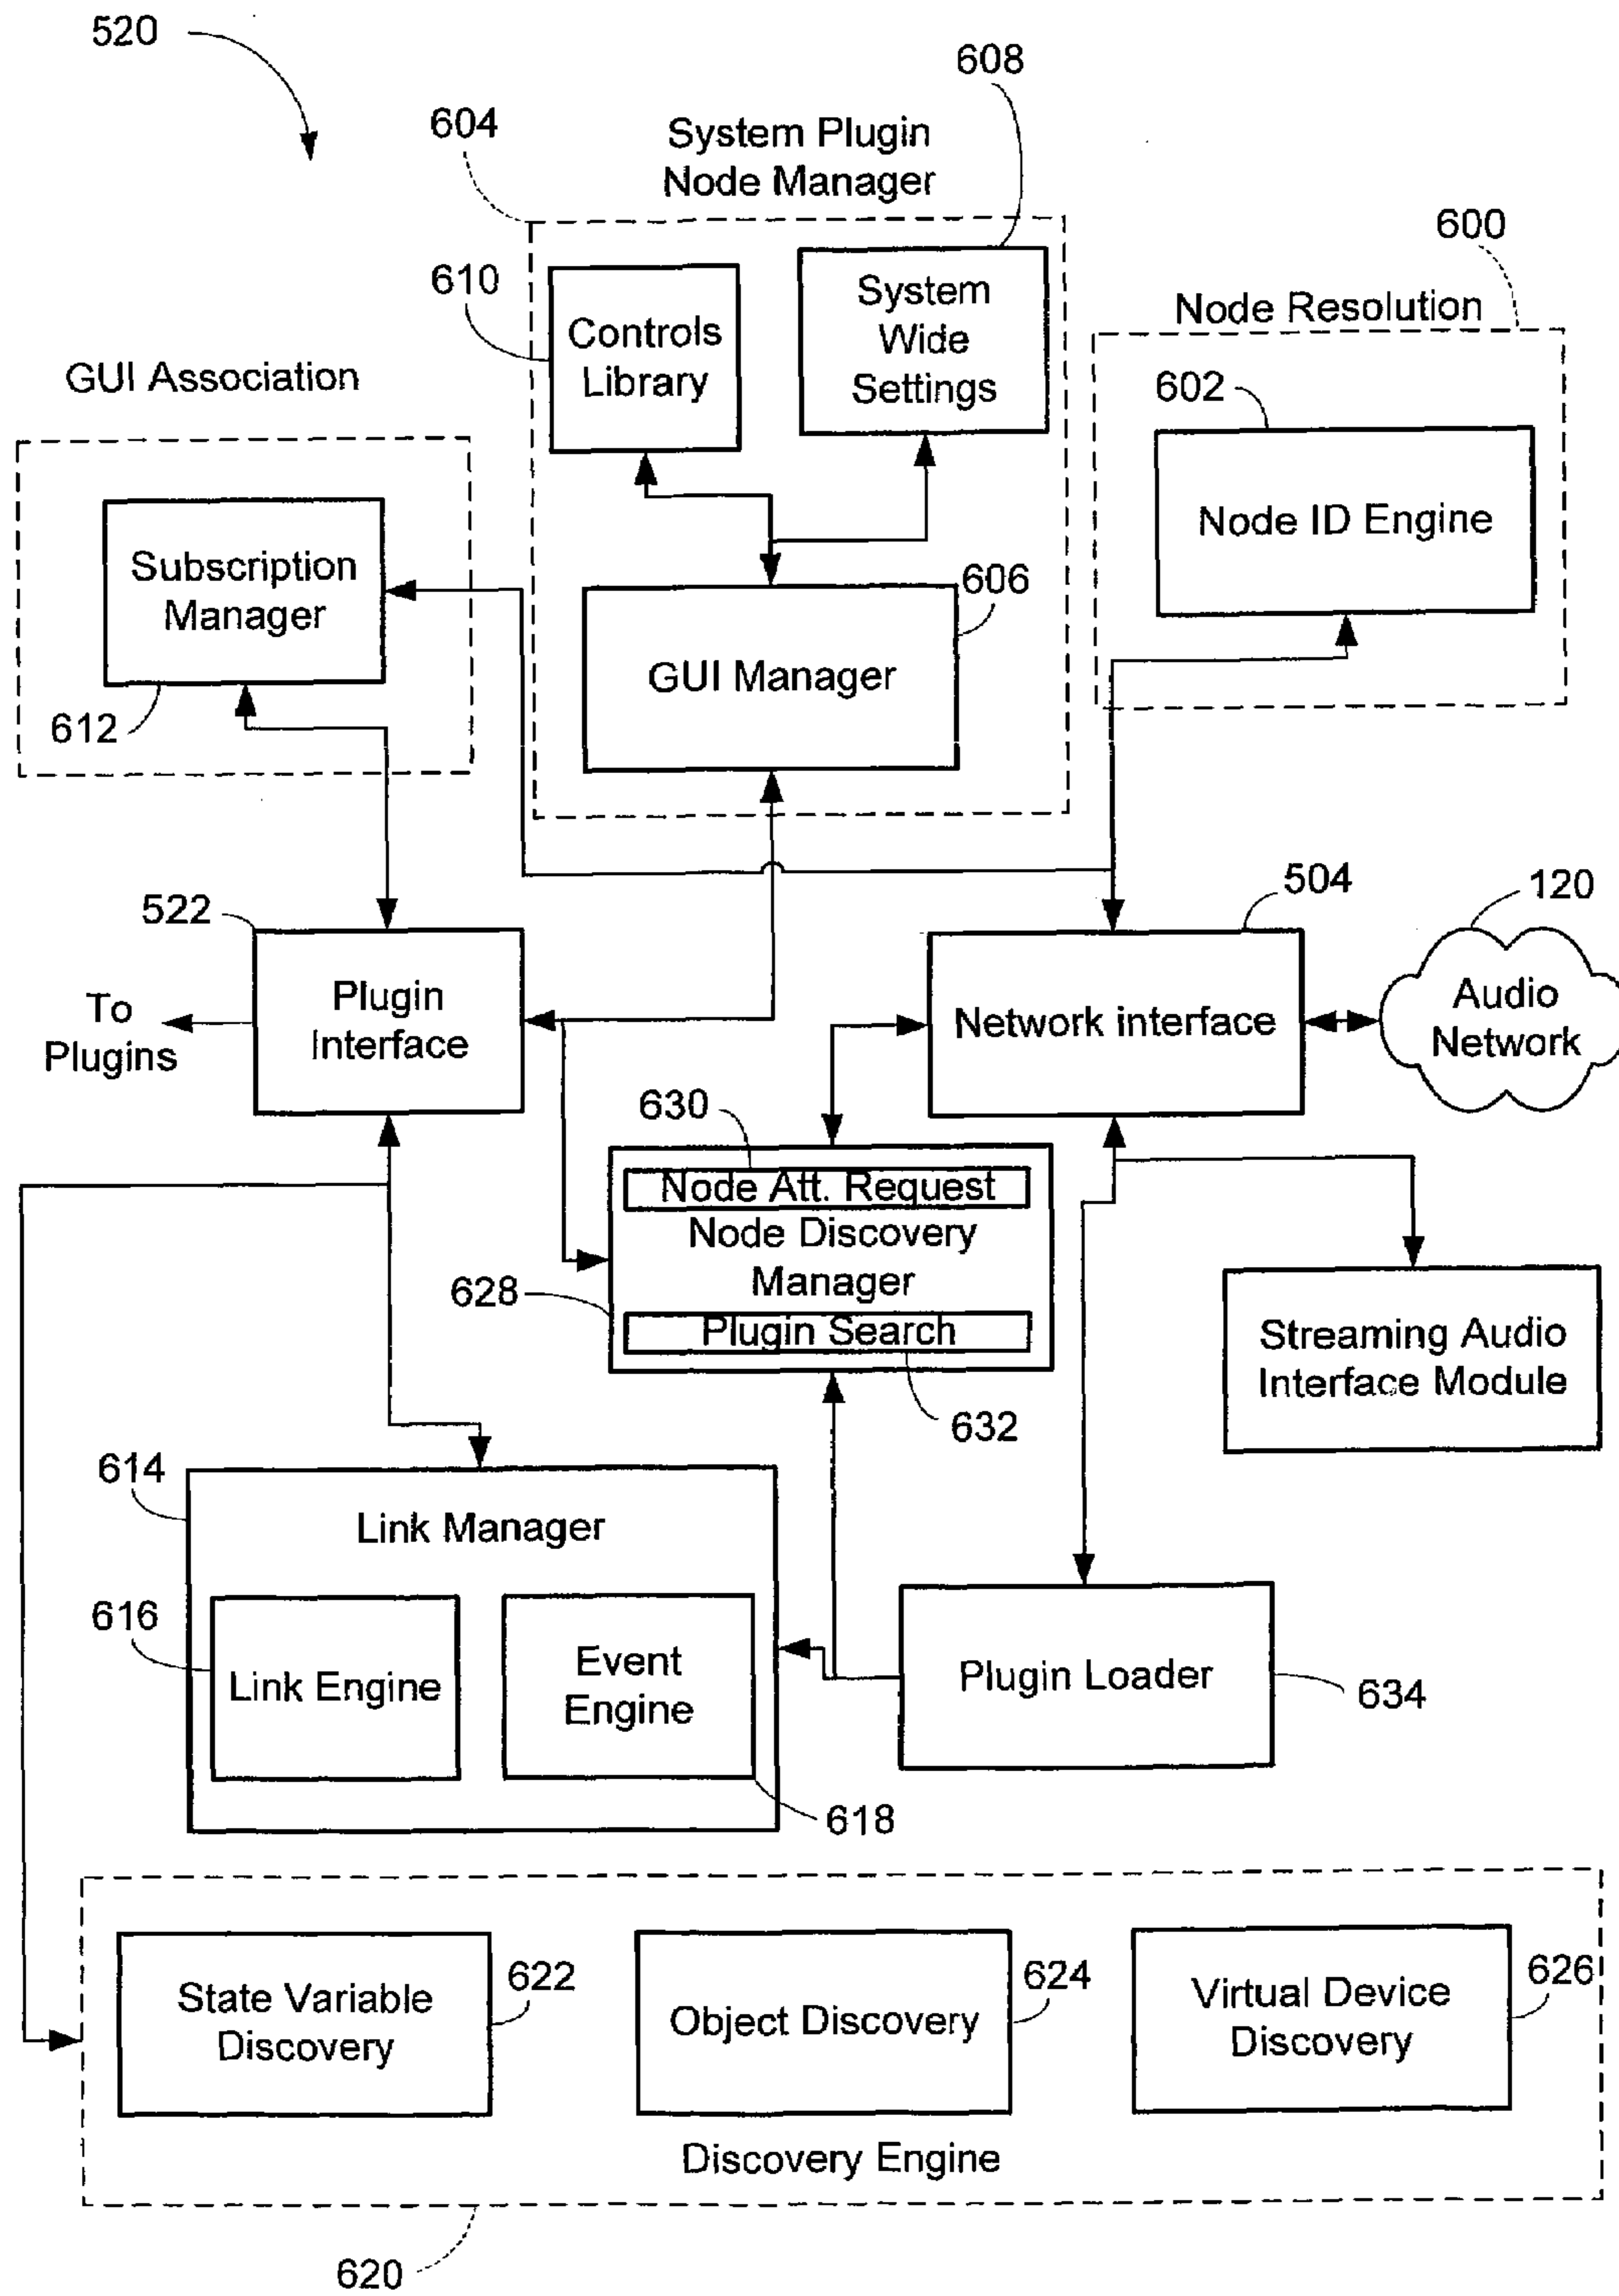 520
608
604
System Plugin
Node Manager
600
610
Controls
Library
System
Wide
Settings
Node Resolution
602
GUI Association
Node ID Engine
Subscription
Manager
606
GUI Manager
612
522
504
120
Plugin
Interface
To
Plugins
Network interface
Audio
Network
630
Node Att. Request
Node Discovery
Manager
628
Plugin Search
632
Streaming Audio
Interface Module
614
Link Manager
616
Link Engine
Event
Engine
618
Plugin Loader
634
State Variable
Discovery
622
Object Discovery
624
Virtual Device
Discovery
626
Discovery Engine
620